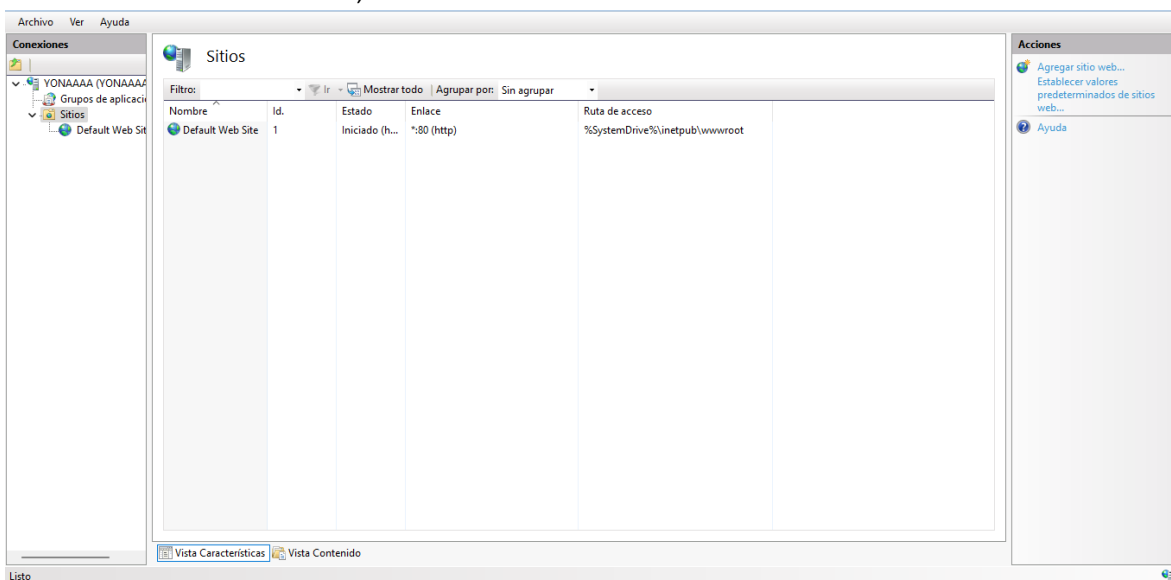 Archivo Ver Ayuda
Conexiones
YONAAAA (YONAAAA
Grupos de aplicació
Sitios
Default Web Sit
Sitios
Filtro: Ir Mostrar todo Agrupar por: Sin agrupar
Nombre Id. Estado Enlace Ruta de acceso
Default Web Site 1 Iniciado (h... *:80 (http) %SystemDrive%\inetpub\wwwroot
Vista Características Vista Contenido
Acciones
Agregar sitio web...
Establecer valores
predeterminados de sitios
web...
Ayuda
Listo